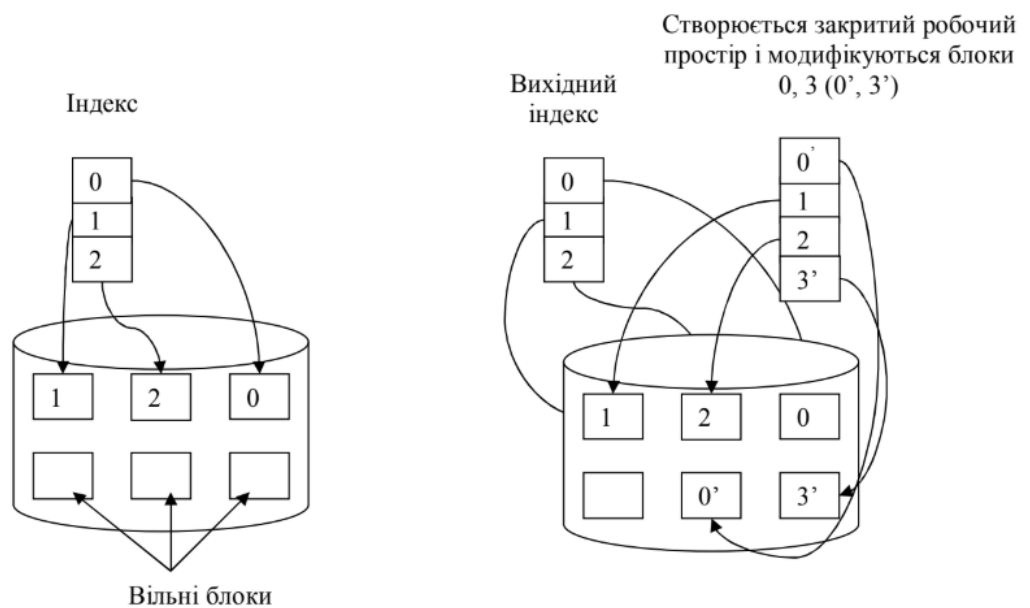 Індекс
0
1
2
1
2
0
Вільні блоки
Створюється закритий робочий
простір і модифікуються блоки
0, 3 (0’, 3’)
Вихідний
індекс
0
1
2
0’
1
2
3’
1
2
0
0’
3’